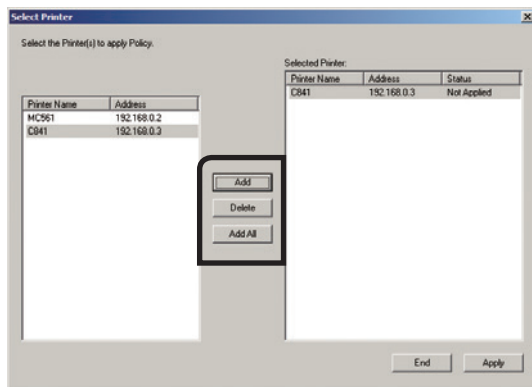 Select Printer
Select the Printer(s) to apply Policy.
Selected Printer:
Printer Name Address Status
C841 192.168.0.3 Not Applied
Printer Name Address
MC561 192.168.0.2
C841 192.168.0.3
Add
Delete
Add All
End Apply